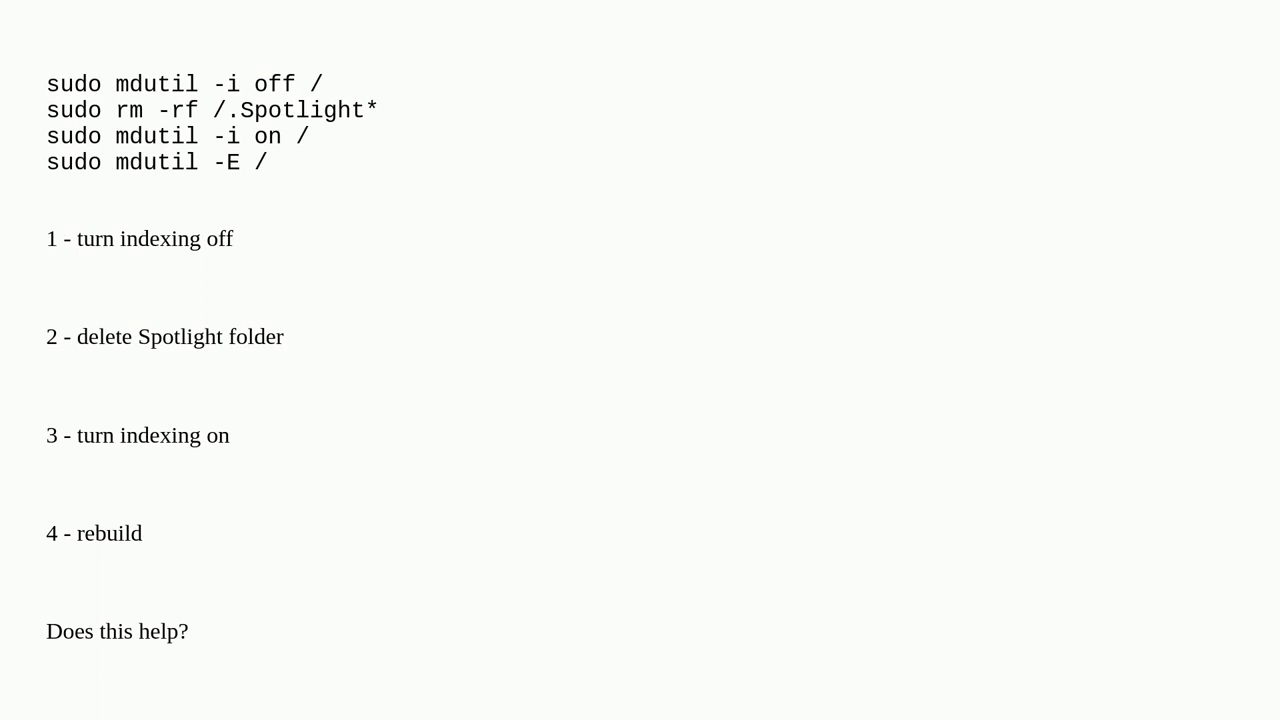 sudo mdutil -i off /
sudo rm -rf /.Spotlight*
sudo mdutil -i on /
sudo mdutil -E /
1 - turn indexing off
2 - delete Spotlight folder
3 - turn indexing on
4 - rebuild
Does this help?